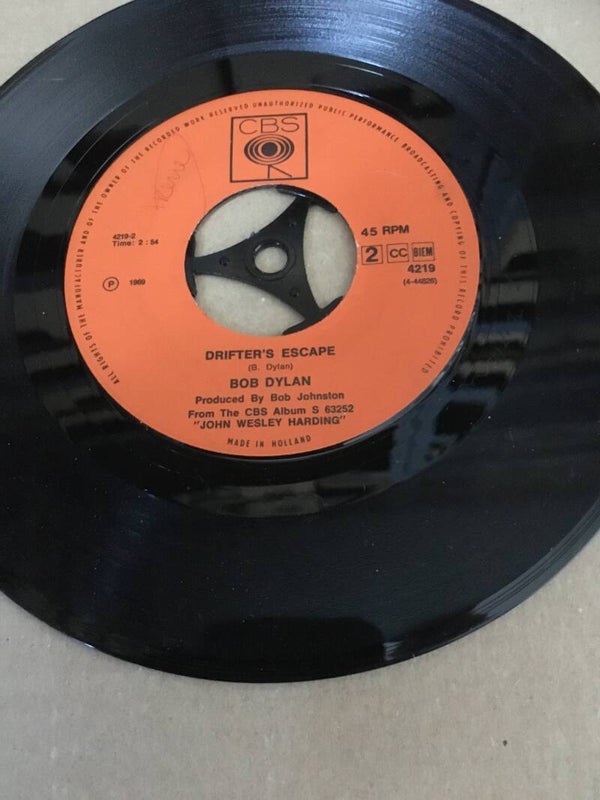 ALL RIGHTS OF THE MANUFACTURER AND OF THE OWNER OF THE RECORDED WORK RESERVED UNAUTHORIZED PUBLIC PERFORMANCE BROADCASTING AND COPYING OF THIS RECORD PROHIBITED
CBS
4219-2
Time: 2:54
45 RPM
2 CC BIEM
4219
(4-44826)
P 1969
DRIFTER'S ESCAPE
(B. Dylan)
BOB DYLAN
Produced By Bob Johnston
From The CBS Album S 63252
"JOHN WESLEY HARDING"
MADE IN HOLLAND